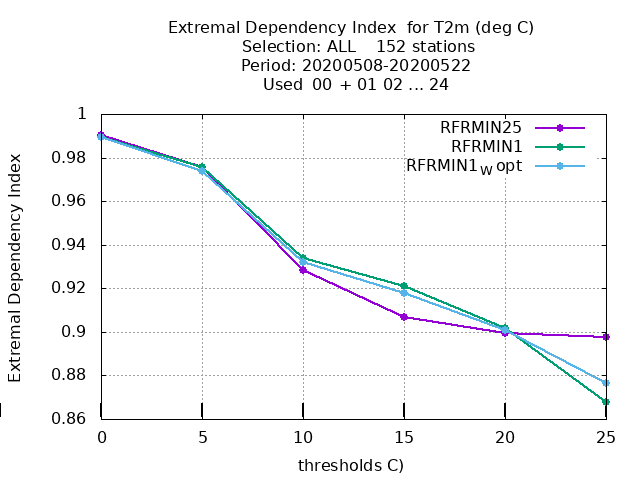 Extremal Dependency Index for T2m (deg C)
Selection: ALL 152 stations
Period: 20200508-20200522
Used 00 + 01 02 ... 24
1
0.98
0.96
0.94
0.92
0.9
0.88
0.86
Extremal Dependency Index
RFRMIN25
RFRMIN1
RFRMIN1W opt
0 5 10 15 20 25
thresholds C)